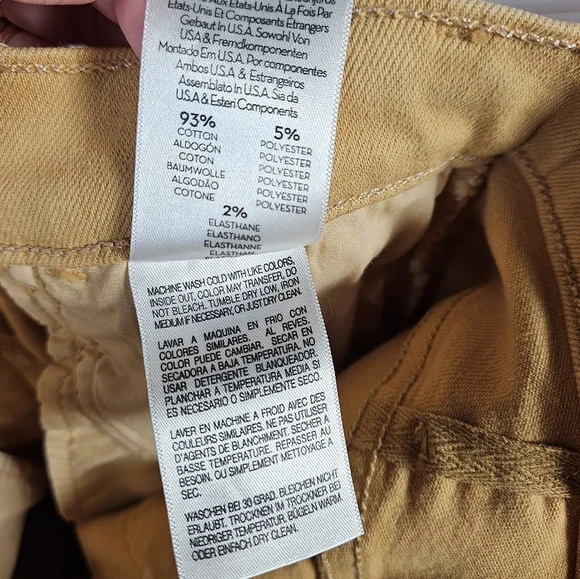 Aux Etats-Unis À La Fois Par
Etats Et Composants Etrangers
Gebaut In U.S.A. Sowohl Von
USA & Fremdkomponenten
Montado Em U.S.A. Por componentes
Ambos U.S.A & Estrangeiros
Assemblato In U.S.A. Sia da
U.S.A & Esteri Components
93%
COTTON
ALDOGÓN
COTON
BAUMWOLLE
ALGODÃO
COTONE
5%
POLYESTER
POLYESTER
POLYESTER
POLYESTER
POLYESTER
POLYESTER
2%
ELASTHANE
ELASTHANO
ELASTHANNE
ELASTHAN
MACHINE WASH COLD WITH LIKE COLORS,
INSIDE OUT, COLOR MAY TRANSFER, DO
NOT BLEACH. TUMBLE DRY LOW, IRON
MEDIUM IF NECESSARY, OR JUST DRY CLEAN.
LAVAR A MAQUINA EN FRIO CON
COLORES SIMILARES. AL REVES,
COLOR PUEDE CAMBIAR. SECAR EN
SECADORA A BAJA TEMPERATURA, NO
USAR DETERGENTE BLANQUEADOR.
PLANCHAR A TEMPERATURA MEDIA SI
ES NECESARIO O SIMPLEMENTE SECO.
LAVER EN MACHINE A FROID AVEC DES
COULEURS SIMILAIRES. NE PAS UTILISER
D'AGENTS DE BLANCHIMENT. SECHER A
BASSE TEMPERATURE. REPASSER AU
BESOIN. OU SIMPLEMENT NETTOYAGE A
SEC.
WASCHEN BEI 30 GRAD. BLEICHEN NICHT
ERLAUBT. TROCKNEN IM TROCKNER BEI
NIEDRIGER TEMPERATUR. BÜGELN WARM
ODER EINFACH DRY CLEAN.